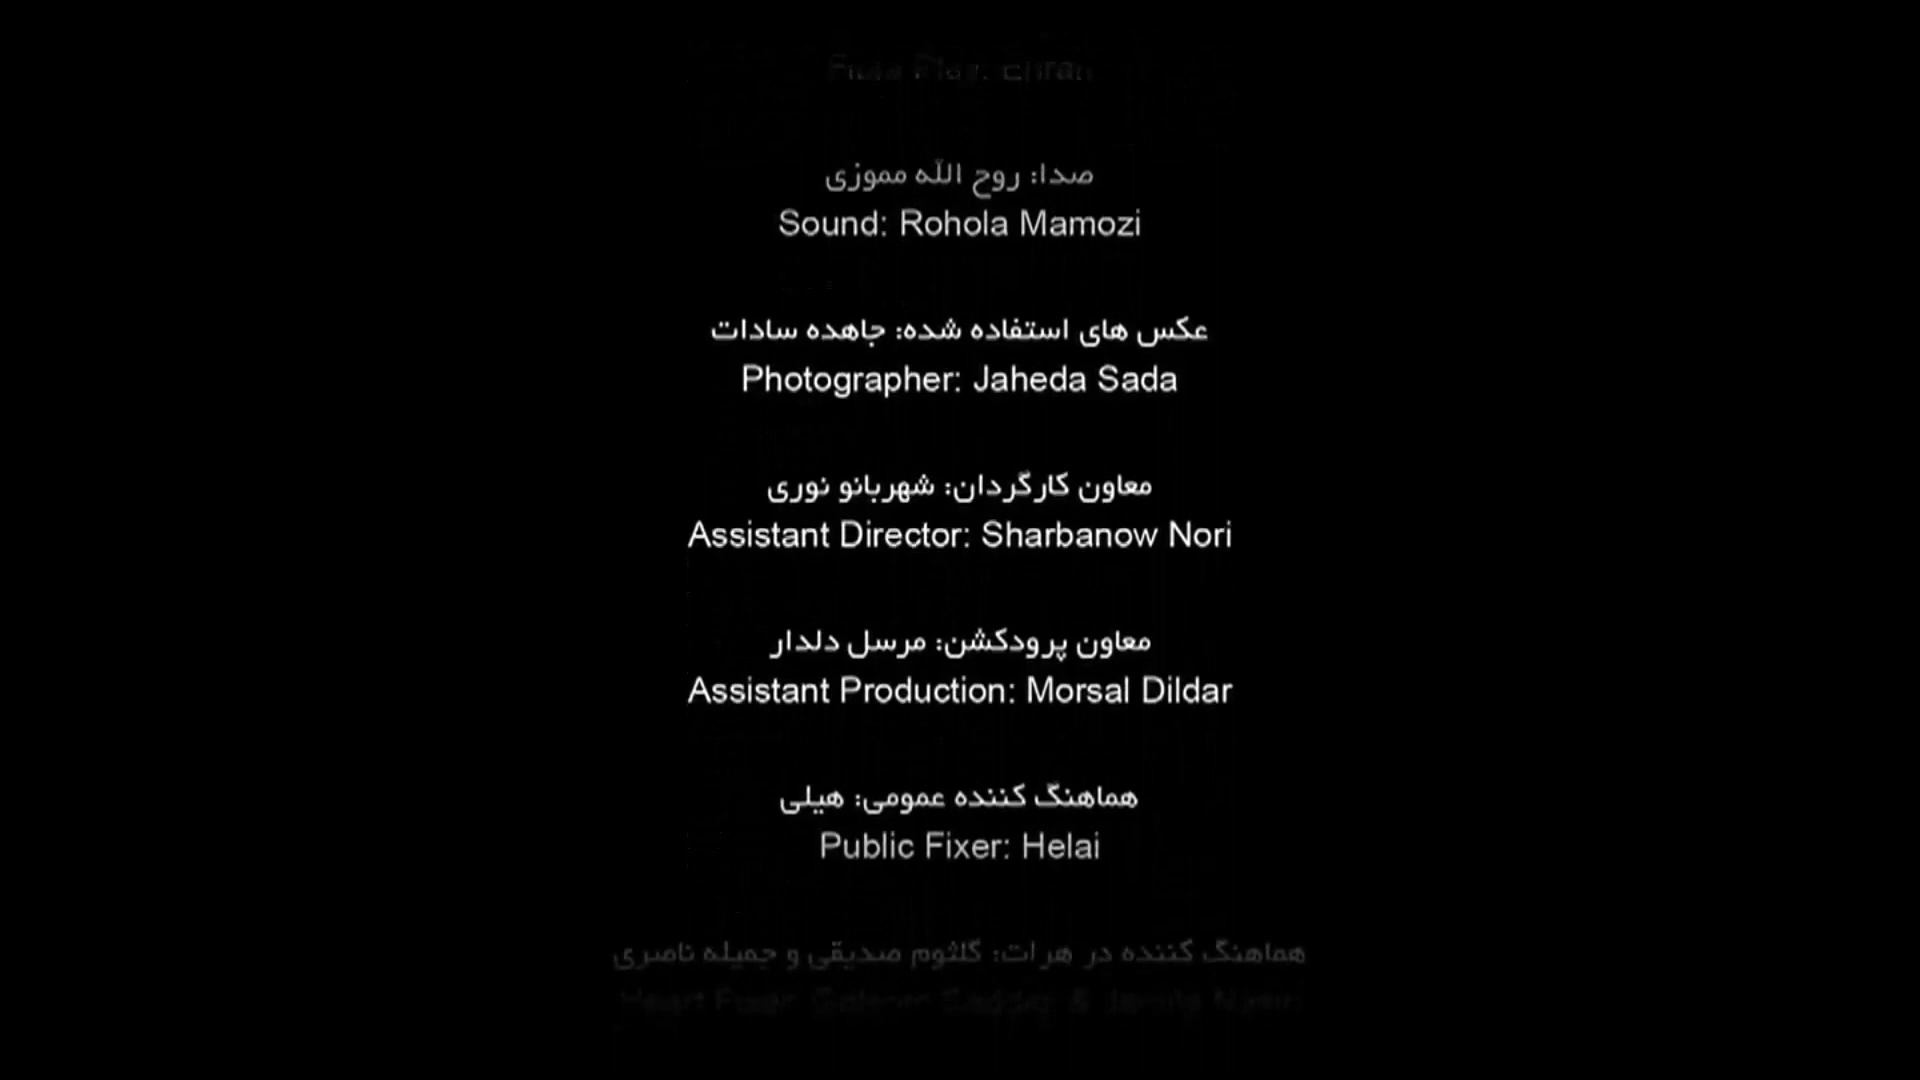 صدا: روح الله مموزی
Sound: Rohola Mamozi
عکس های استفاده شده: جاهده سادات
Photographer: Jaheda Sada
معاون کارگردان: شهربانو نوری
Assistant Director: Sharbanow Nori
معاون پرودکشن: مرسل دلدار
Assistant Production: Morsal Dildar
هماهنگ کننده عمومی: هیلی
Public Fixer: Helai
هماهنگ کننده در هرات: گلثوم صدیقی و جمیله ناصری